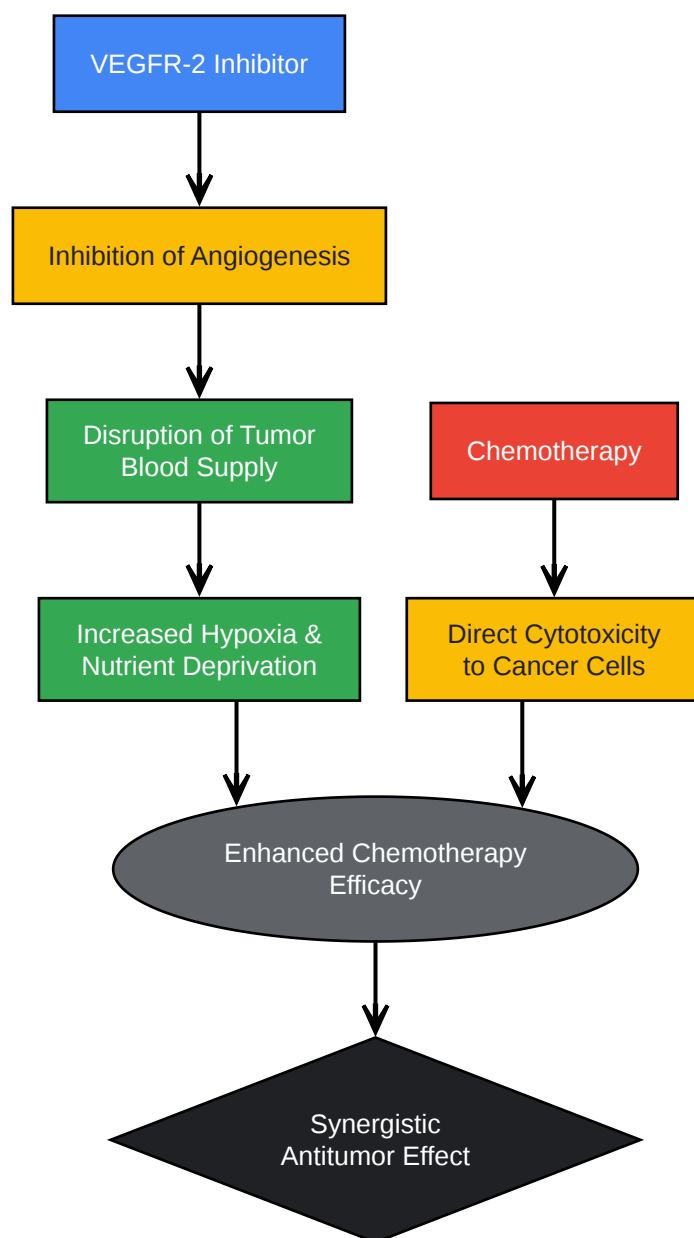 VEGFR-2 Inhibitor
Inhibition of Angiogenesis
Disruption of Tumor
Blood Supply
Chemotherapy
Increased Hypoxia &
Nutrient Deprivation
Direct Cytotoxicity
to Cancer Cells
Enhanced Chemotherapy
Efficacy
Synergistic
Antitumor Effect